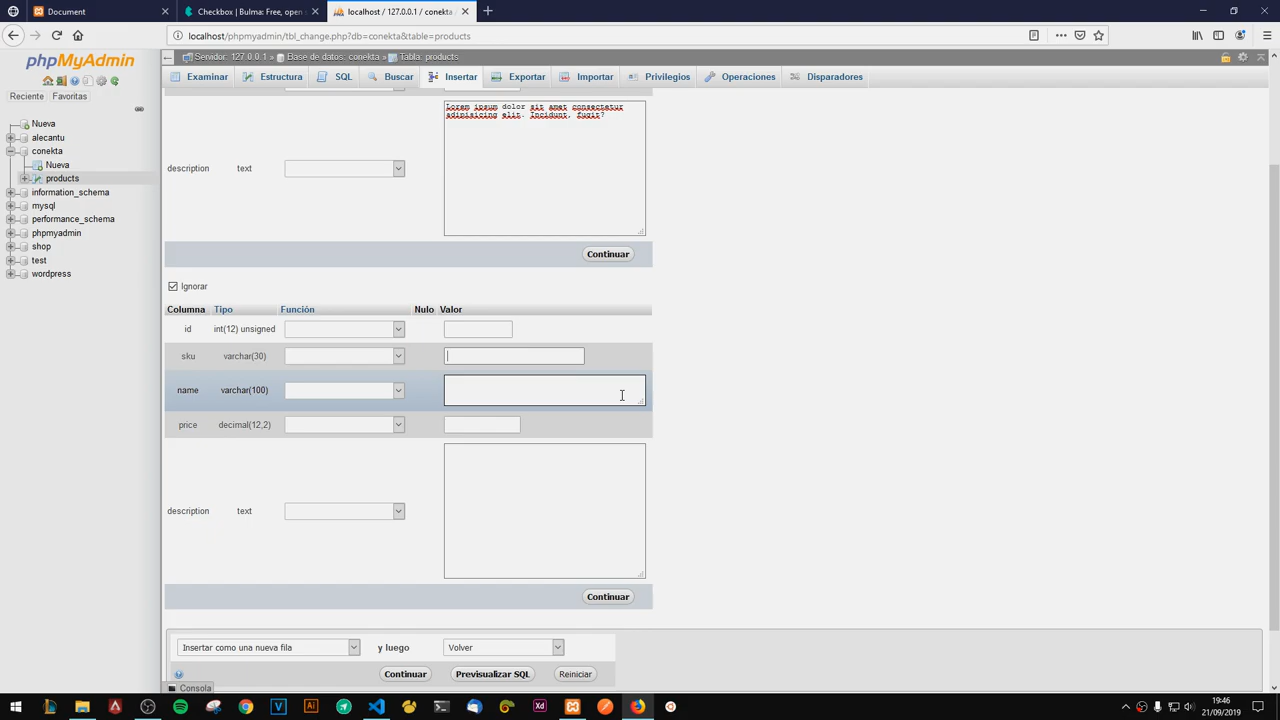 Document
Checkbox | Bulma: Free, open s
localhost / 127.0.0.1 / conekta
localhost/phpmyadmin/tbl_change.php?db=conekta&table=products
phpMyAdmin
Reciente Favoritas
Nueva
alecantu
conekta
Nueva
products
information_schema
mysql
performance_schema
phpmyadmin
shop
test
wordpress
Servidor: 127.0.0.1 » Base de datos: conekta » Tabla: products
Examinar Estructura SQL Buscar Insertar Exportar Importar Privilegios Operaciones Disparadores
Lorem ipsum dolor sit amet consectetur
adipisicing elit. Incidunt, fugit?
description text
Continuar
Ignorar
Columna Tipo Función Nulo Valor
id int(12) unsigned
sku varchar(30)
name varchar(100)
price decimal(12,2)
description text
Continuar
Insertar como una nueva fila y luego Volver
Continuar Previsualizar SQL Reiniciar
Consola
19:46
21/09/2019